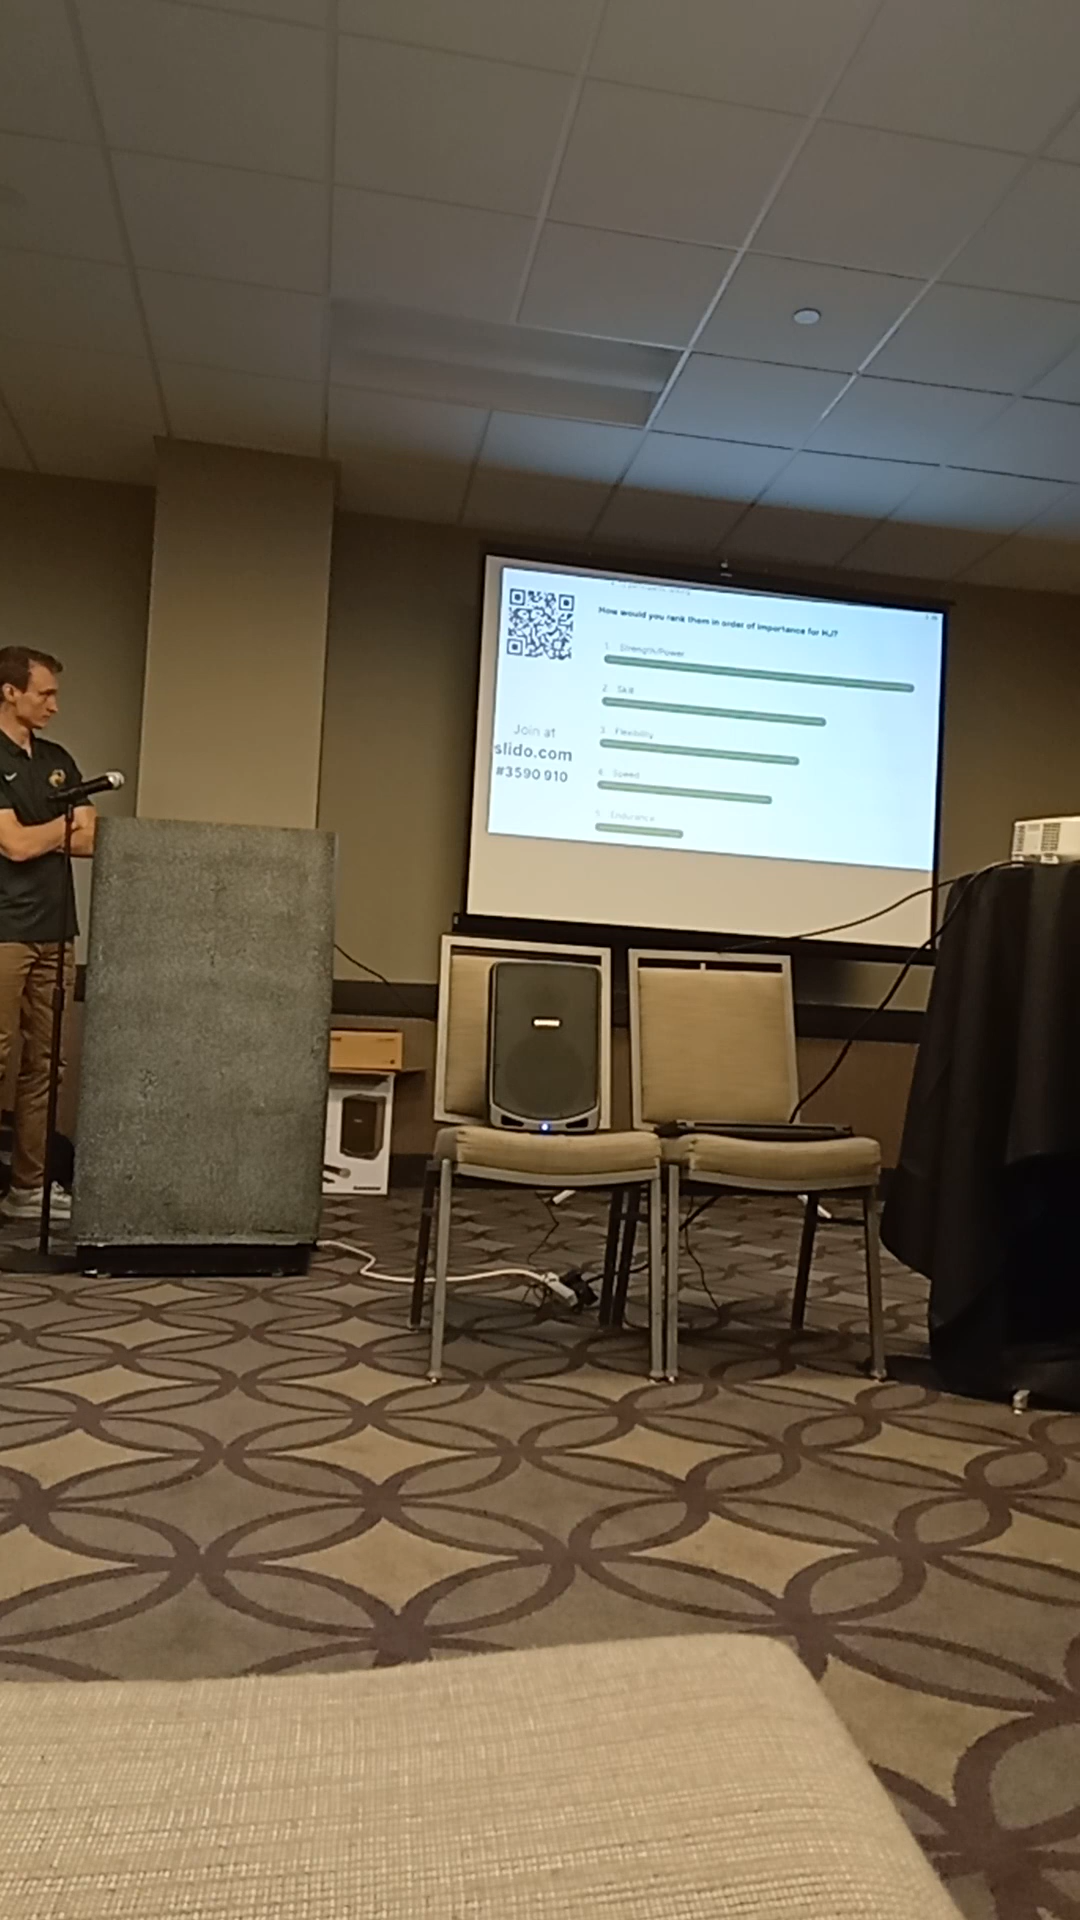 How would you rank them in order of importance for HJ?
1. Strength/Power
2. Skill
3. Flexibility
4. Speed
5. Endurance
Join at
slido.com
#3590 910